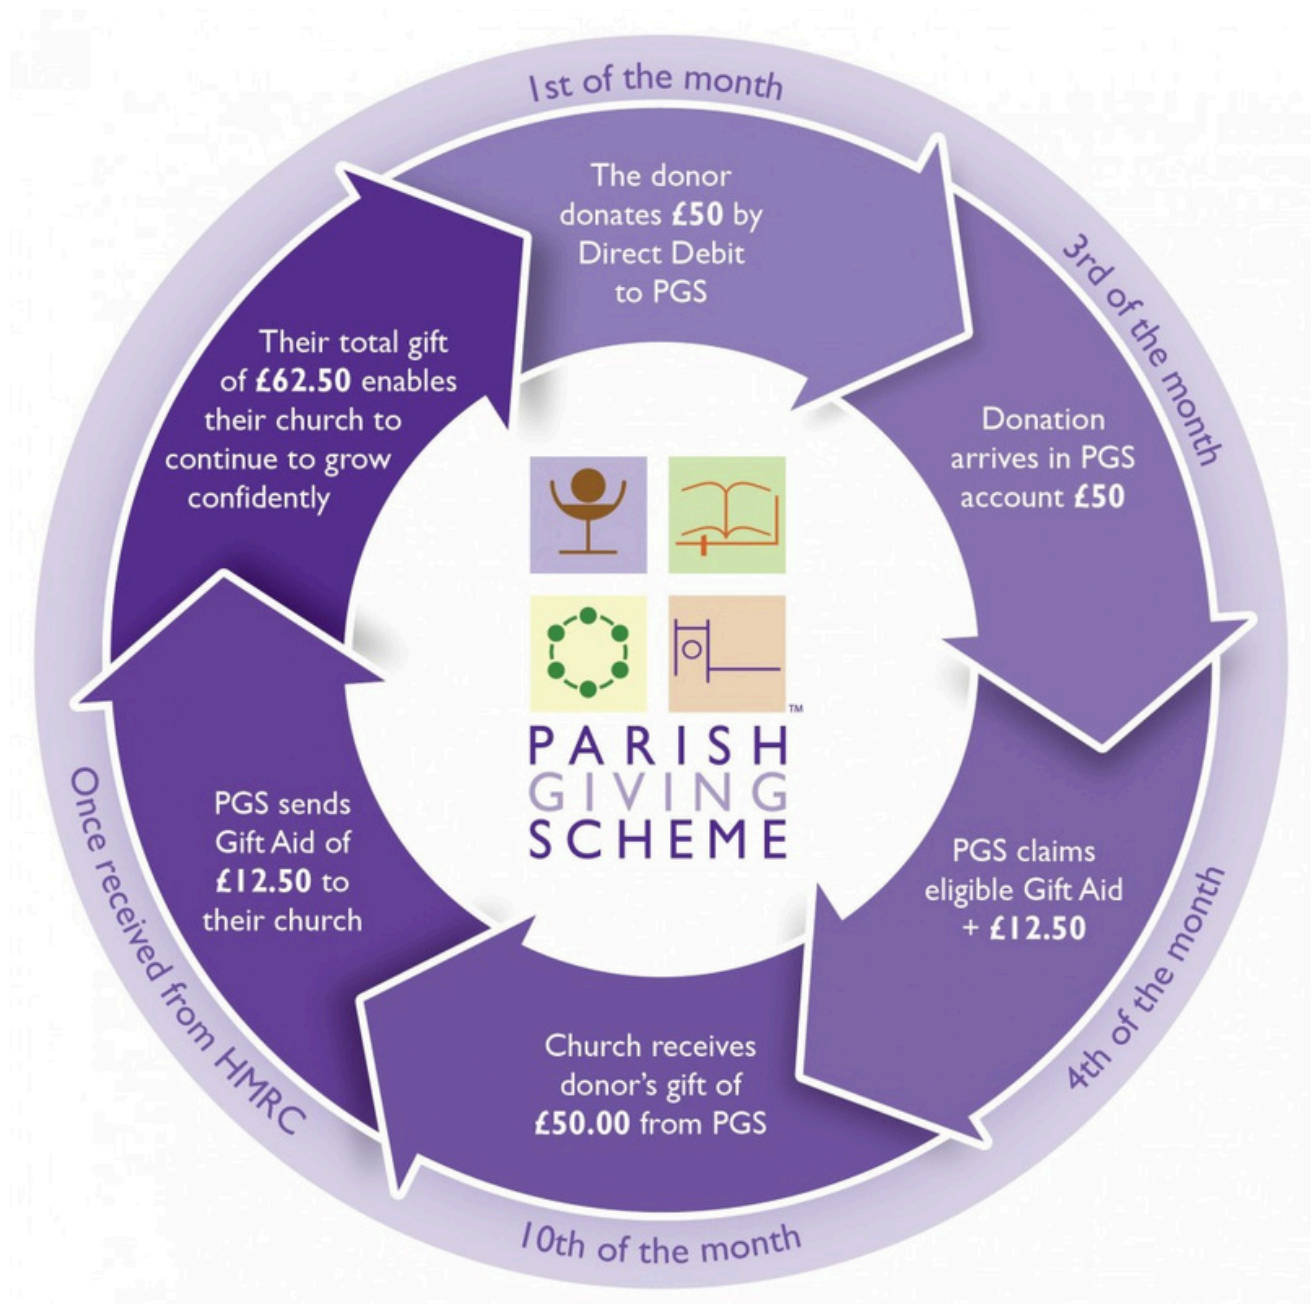 1st of the month
The donor
donates £50 by
Direct Debit
to PGS
3rd of the month
Donation
arrives in PGS
account £50
4th of the month
PGS claims
eligible Gift Aid
+ £12.50
10th of the month
Church receives
donor's gift of
£50.00 from PGS
Once received from HMRC
PGS sends
Gift Aid of
£12.50 to
their church
Their total gift
of £62.50 enables
their church to
continue to grow
confidently
TM
PARISH
GIVING
SCHEME